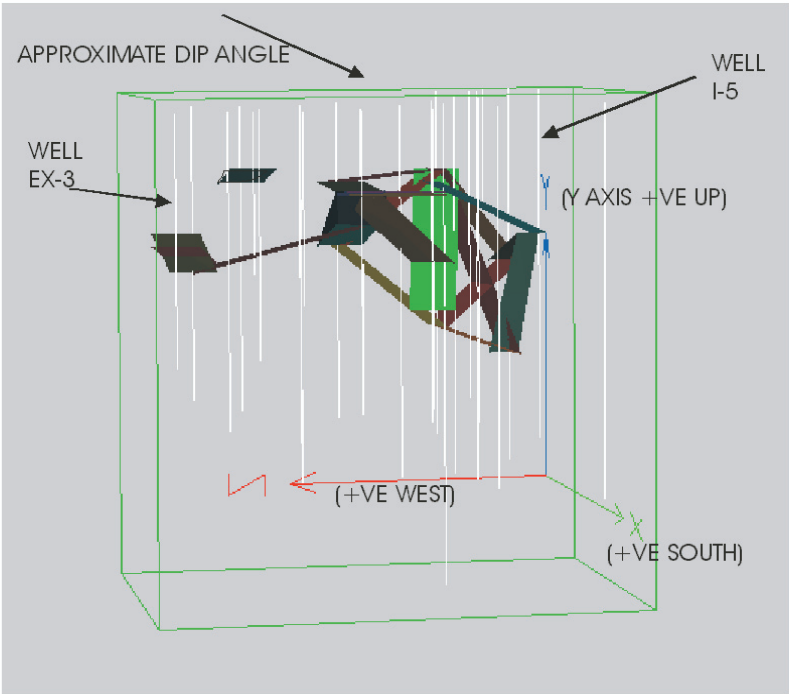 APPROXIMATE DIP ANGLE
WELL
I-5
WELL
EX-3
Y
(Y AXIS +VE UP)
Z
(+VE WEST)
X
(+VE SOUTH)